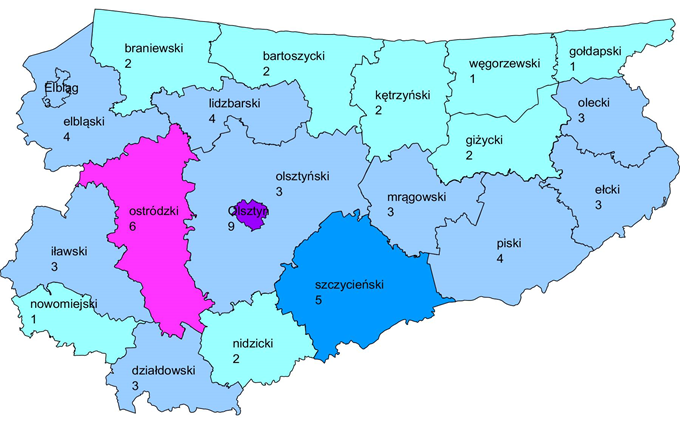 braniewski
2
bartoszycki
2
węgorzewski
1
gołdapski
1
Elbląg
3
kętrzyński
2
lidzbarski
4
olecki
3
elbląski
4
giżycki
2
olsztyński
3
mrągowski
3
ełcki
3
ostródzki
6
Olsztyn
9
iławski
3
piski
4
szczycieński
5
nowomiejski
1
nidzicki
2
działdowski
3